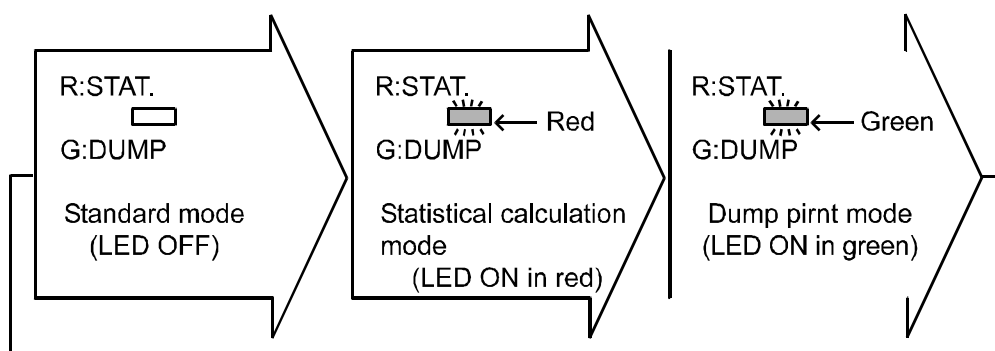 R:STAT.
G:DUMP
Standard mode
(LED OFF)
R:STAT.
Red
G:DUMP
Statistical calculation
mode
(LED ON in red)
R:STAT.
Green
G:DUMP
Dump pirnt mode
(LED ON in green)